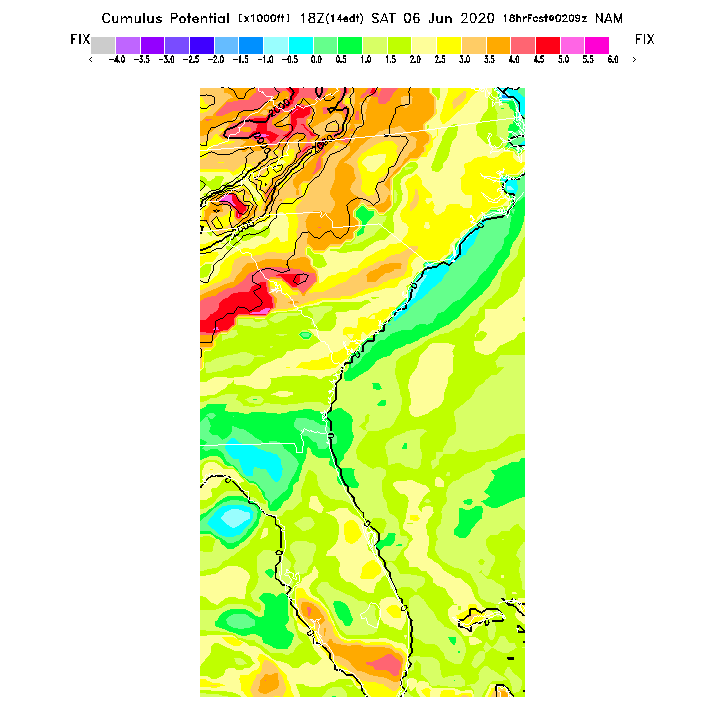 Cumulus Potential [x1000ft] 18Z(14edt) SAT 06 Jun 2020 18hrFcst@0209z NAM
FIX FIX
< -4.0 -3.5 -3.0 -2.5 -2.0 -1.5 -1.0 -0.5 0.0 0.5 1.0 1.5 2.0 2.5 3.0 3.5 4.0 4.5 5.0 5.5 6.0 >
2000
2000